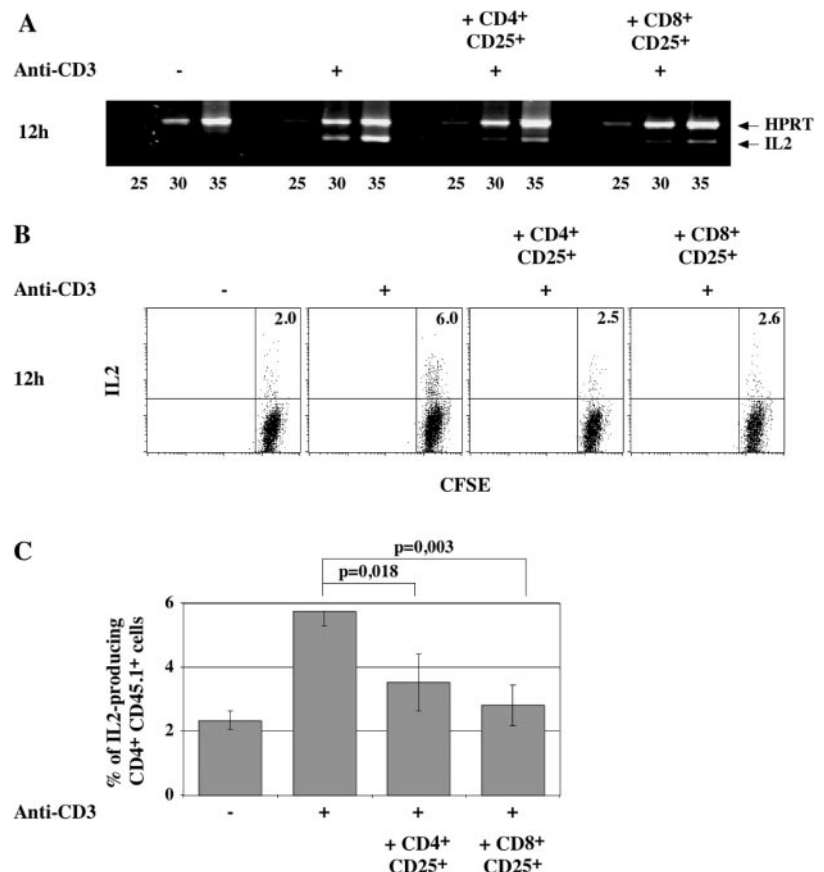 A
+ CD4+ + CD8+
CD25+ CD25+
Anti-CD3 - + + +
12h
HPRT
IL2
25 30 35 25 30 35 25 30 35 25 30 35
B
+ CD4+ + CD8+
CD25+ CD25+
Anti-CD3 - + + +
2.0 6.0 2.5 2.6
12h
IL2
CFSE
C
p=0,003
p=0,018
% of IL2-producing
CD4+ CD45.1+ cells
6
4
2
0
Anti-CD3 - + + +
+ CD4+ + CD8+
CD25+ CD25+